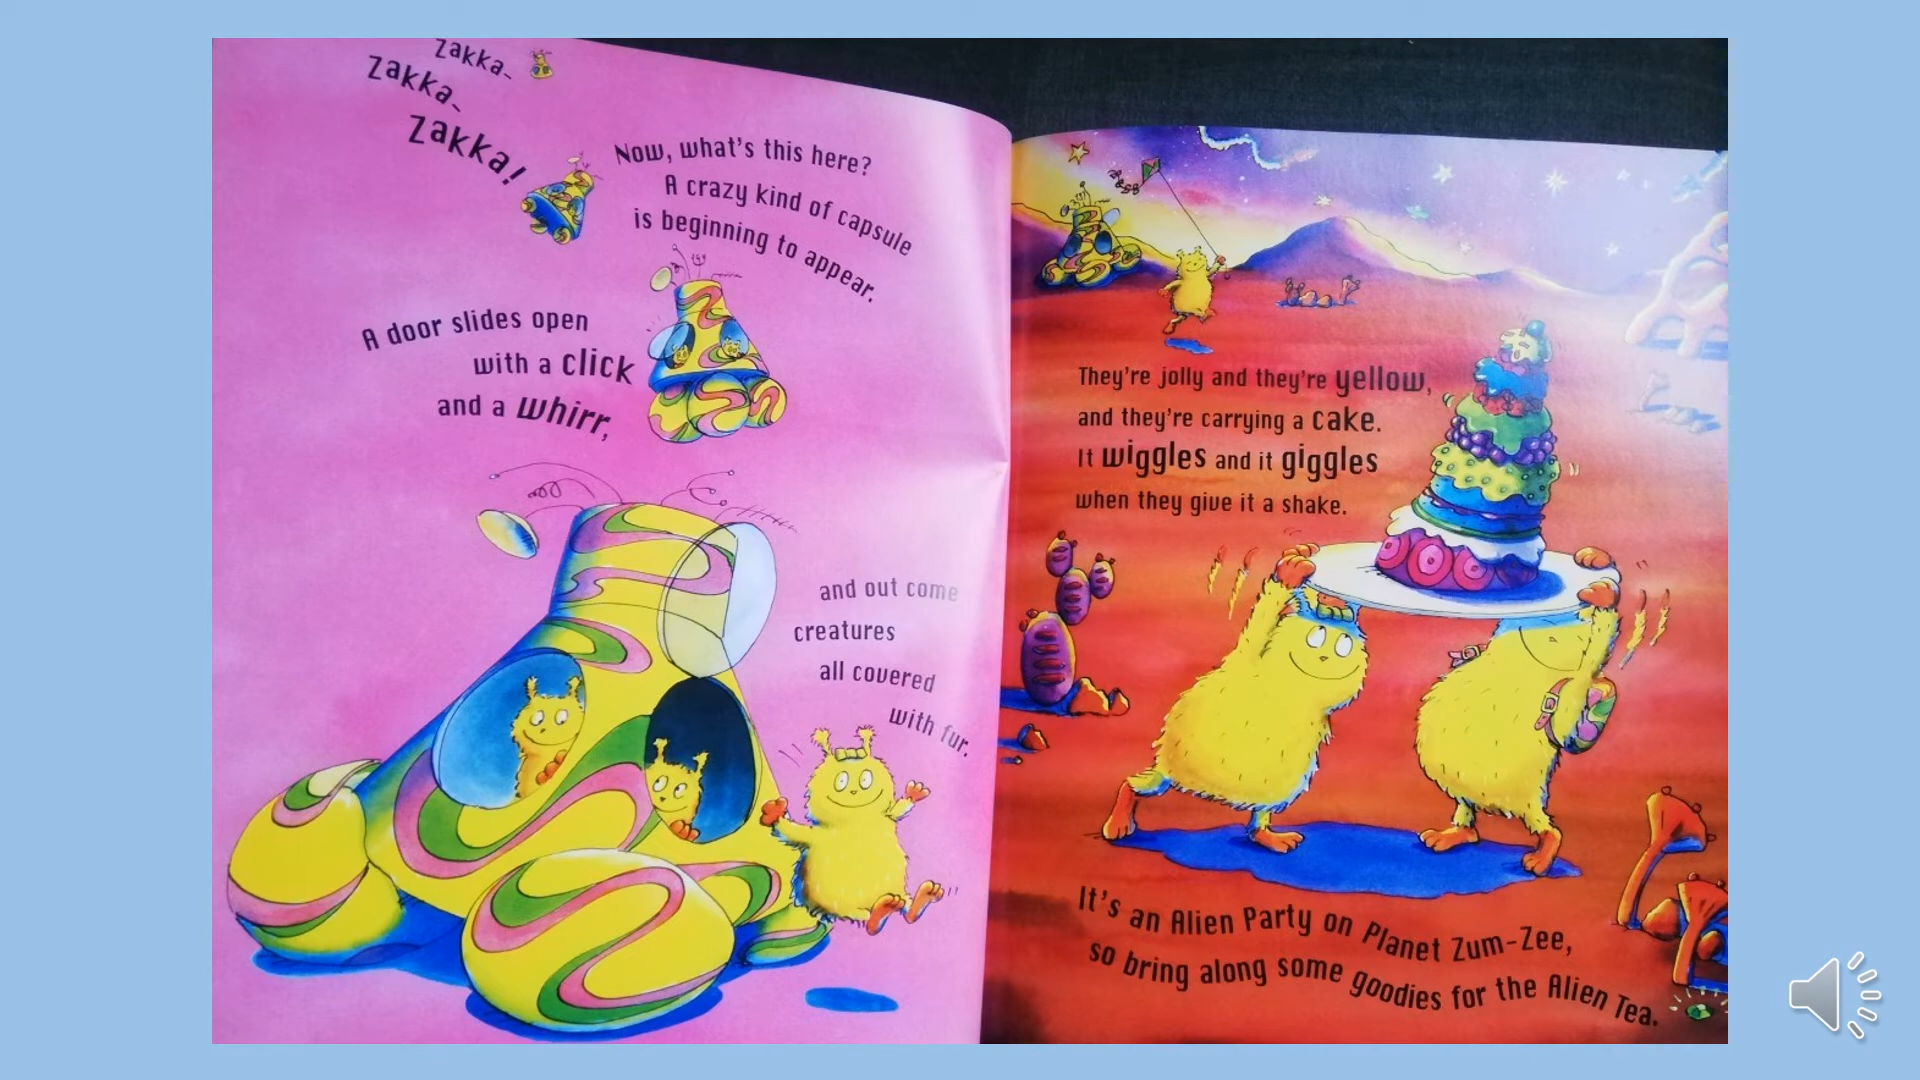 Zakka-
Zakka-
Zakka!
Now, what's this here?
A crazy kind of capsule
is beginning to appear.
A door slides open
with a click
and a whirr,
and out come
creatures
all covered
with fur.
They're jolly and they're yellow,
and they're carrying a cake.
It wiggles and it giggles
when they give it a shake.
It's an Alien Party on Planet Zum-Zee,
so bring along some goodies for the Alien Tea.